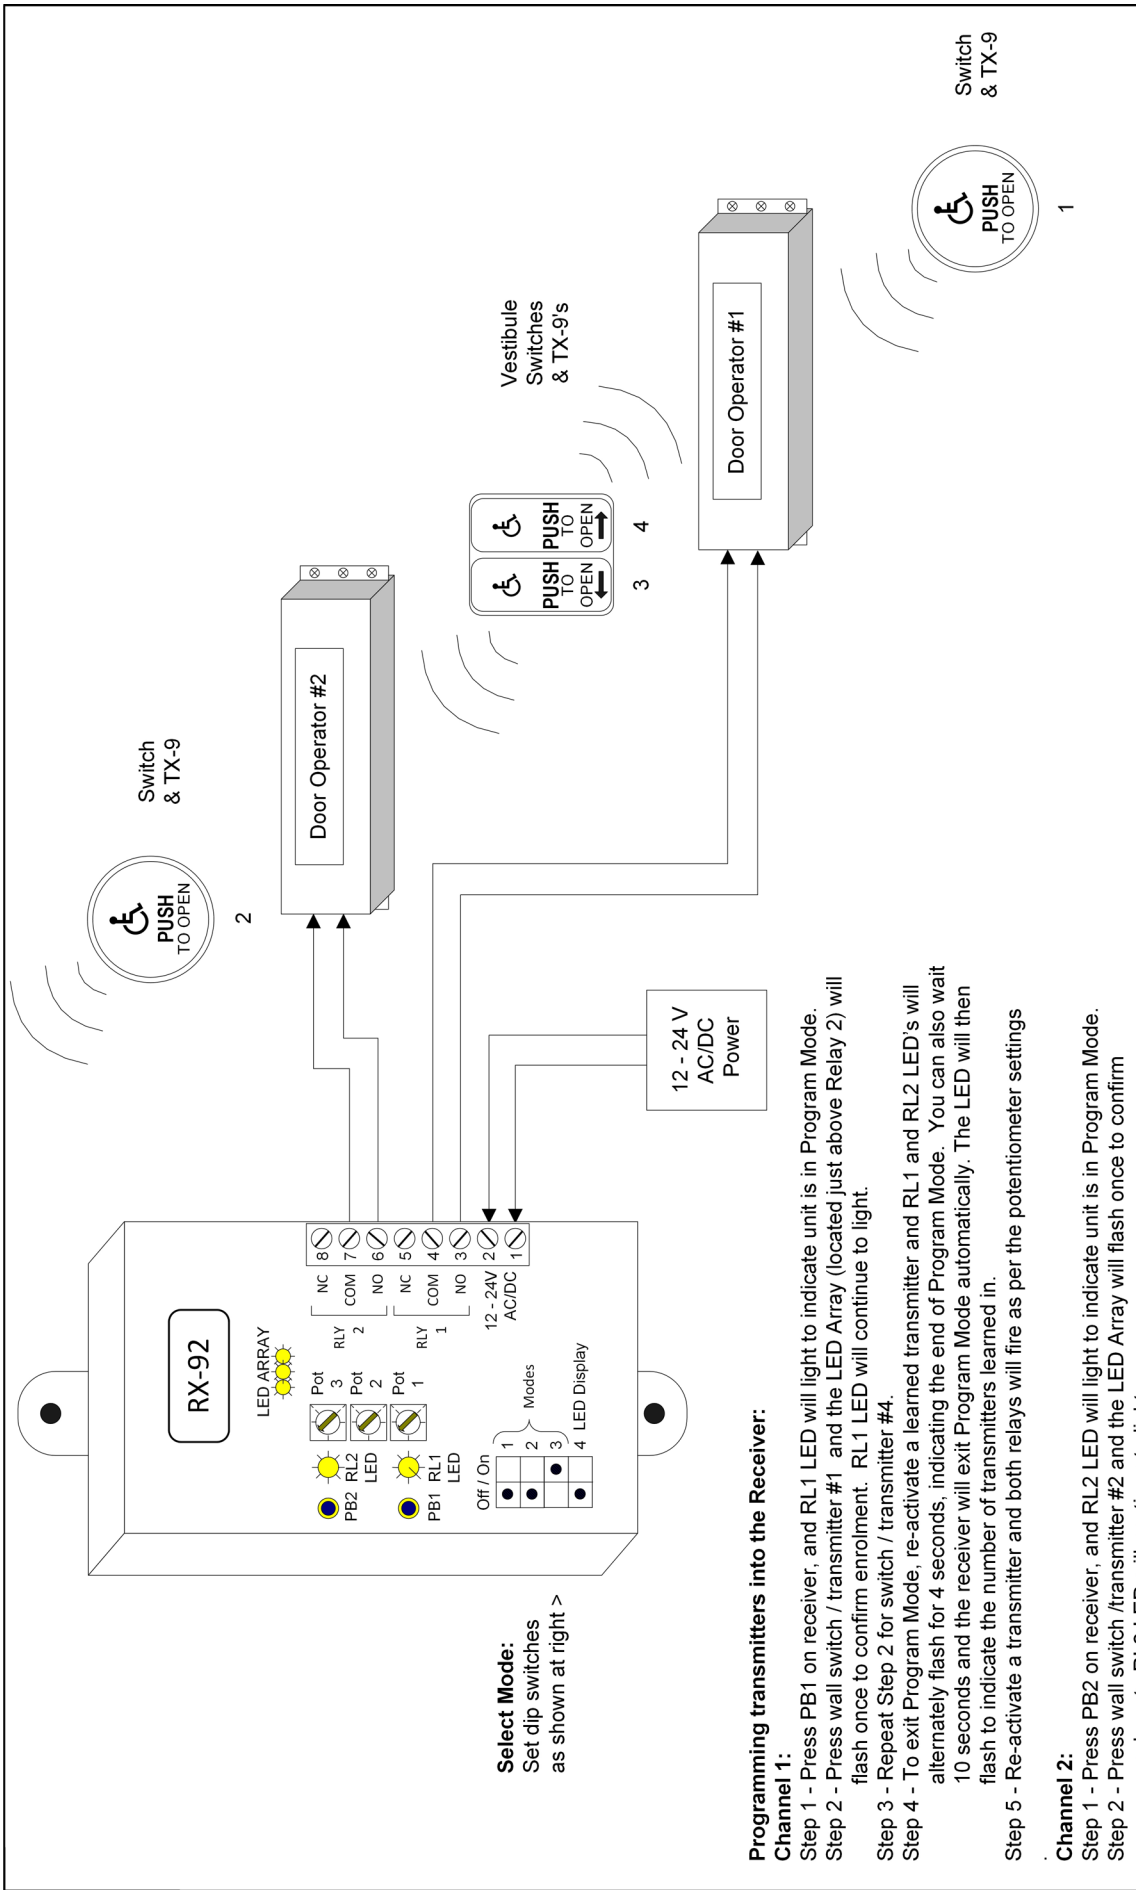 RX-92
LED ARRAY
Pot
3
Pot
2
Pot
1
PB2
RL2
LED
PB1
RL1
LED
Off / On
1
2
3
4
Modes
LED Display
NC
COM
NO
NC
COM
NO
12 - 24V
AC/DC
RLY
2
RLY
1
8
7
6
5
4
3
2
1
Select Mode:
Set dip switches
as shown at right >
12 - 24 V
AC/DC
Power
PUSH
TO OPEN
2
Switch
& TX-9
Door Operator #2
PUSH
TO
OPEN
3
PUSH
TO
OPEN
4
Vestibule
Switches
& TX-9's
Door Operator #1
PUSH
TO OPEN
1
Switch
& TX-9
Programming transmitters into the Receiver:
Channel 1:
Step 1 - Press PB1 on receiver, and RL1 LED will light to indicate unit is in Program Mode.
Step 2 - Press wall switch / transmitter #1 and the LED Array (located just above Relay 2) will
flash once to confirm enrolment. RL1 LED will continue to light.
Step 3 - Repeat Step 2 for switch / transmitter #4.
Step 4 - To exit Program Mode, re-activate a learned transmitter and RL1 and RL2 LED's will
alternately flash for 4 seconds, indicating the end of Program Mode. You can also wait
10 seconds and the receiver will exit Program Mode automatically. The LED will then
flash to indicate the number of transmitters learned in.
Step 5 - Re-activate a transmitter and both relays will fire as per the potentiometer settings
.
Channel 2:
Step 1 - Press PB2 on receiver, and RL2 LED will light to indicate unit is in Program Mode.
Step 2 - Press wall switch /transmitter #2 and the LED Array will flash once to confirm